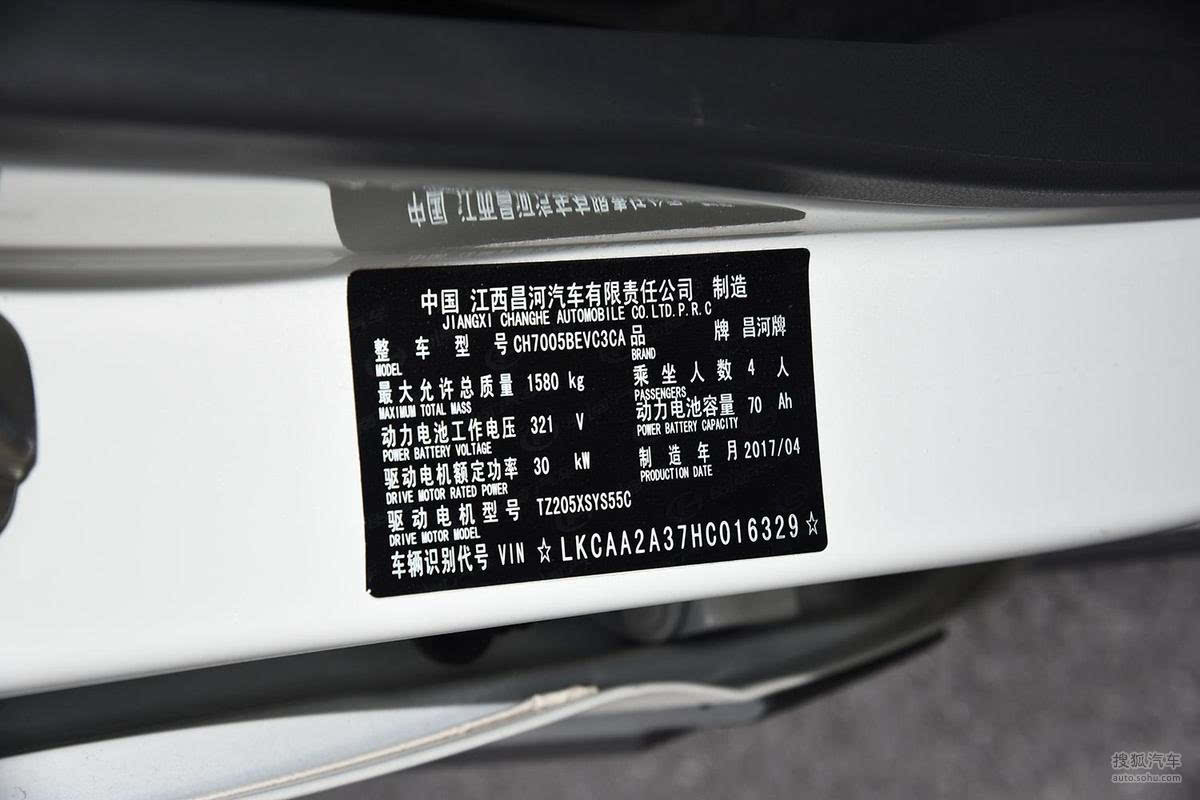 中国 江西昌河汽车有限责任公司 制造
JIANGXI CHANGHE AUTOMOBILE CO.LTD.P.R.C
整车型号 CH7005BEVC3CA 品牌 昌河牌
MODEL BRAND
最大允许总质量 1580 kg 乘坐人数 4 人
MAXIMUM TOTAL MASS PASSENGERS
动力电池工作电压 321 V 动力电池容量 70 Ah
POWER BATTERY VOLTAGE POWER BATTERY CAPACITY
驱动电机额定功率 30 kW 制造年月 2017/04
DRIVE MOTOR RATED POWER PRODUCTION DATE
驱动电机型号 TZ205XSYS55C
DRIVE MOTOR MODEL
车辆识别代号 VIN ☆LKCAA2A37HC016329☆
搜狐汽车
auto.sohu.com